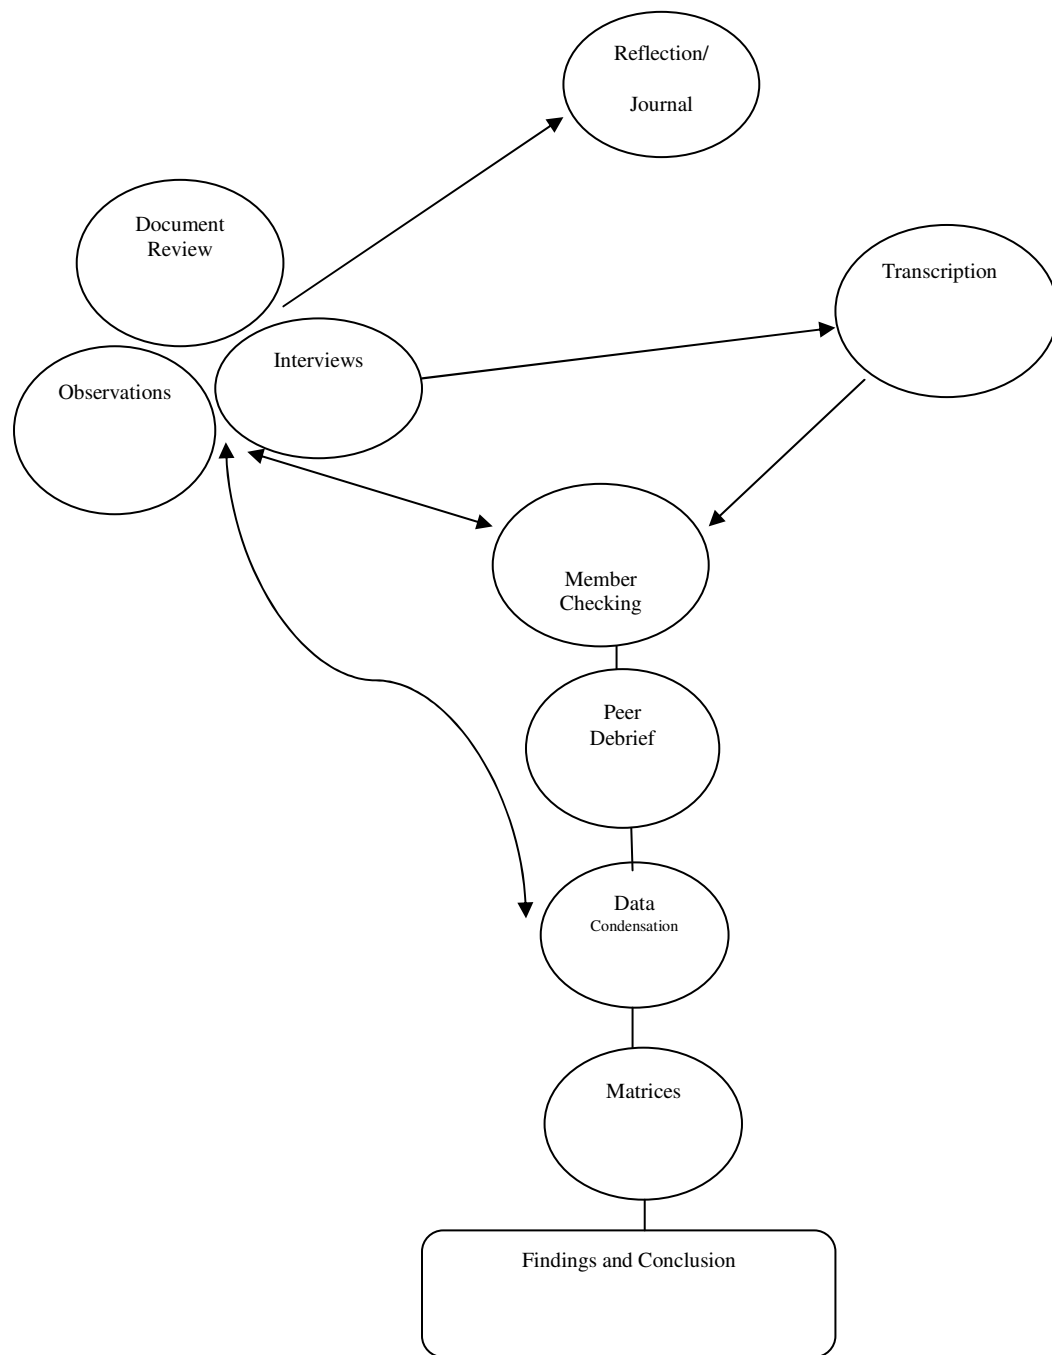 Reflection/
Journal
Document
Review
Transcription
Interviews
Observations
Member
Checking
Peer
Debrief
Data
Condensation
Matrices
Findings and Conclusion